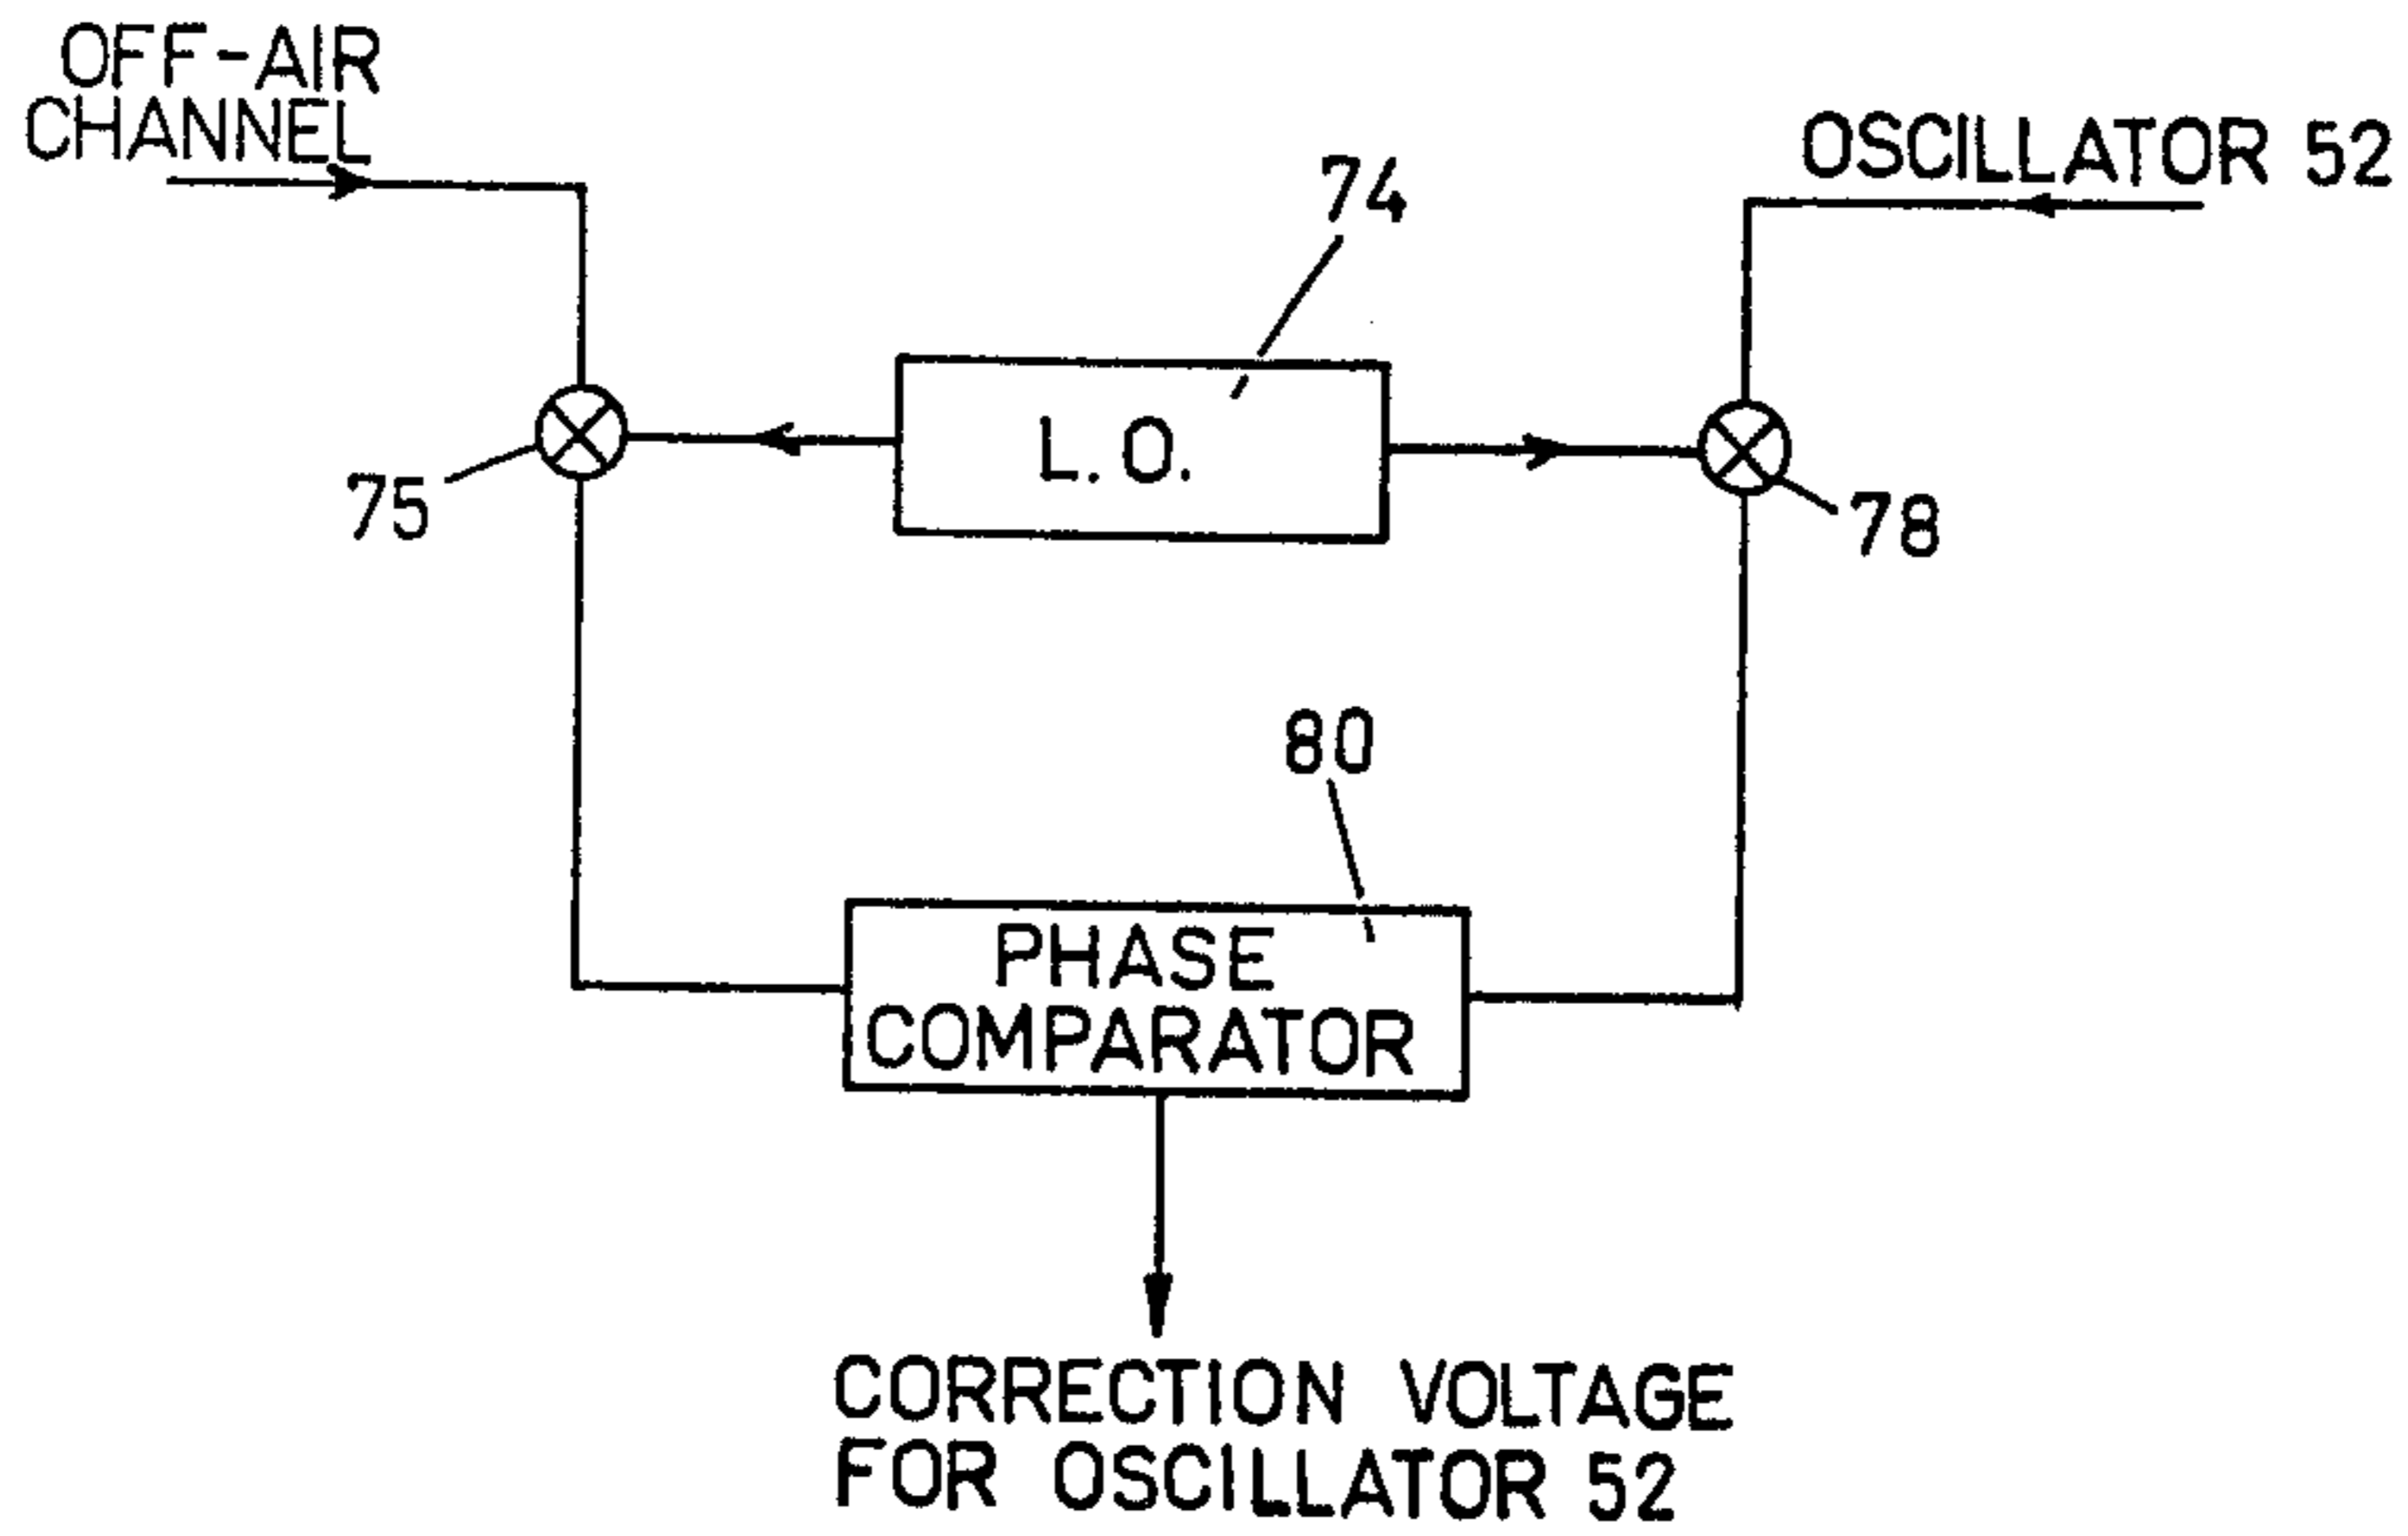 OFF-AIR
CHANNEL
OSCILLATOR 52
74
L.O.
75
78
80
PHASE
COMPARATOR
CORRECTION VOLTAGE
FOR OSCILLATOR 52